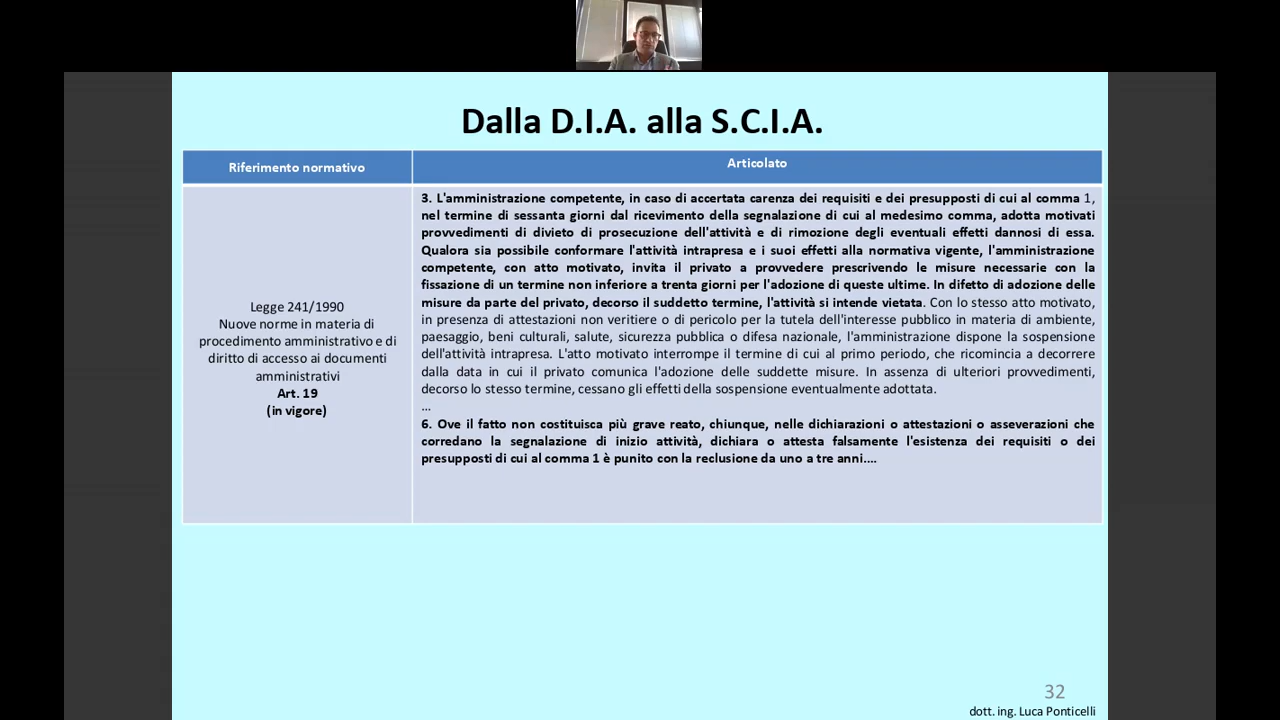 Dalla D.I.A. alla S.C.I.A.
Riferimento normativo
Articolato
Legge 241/1990
Nuove norme in materia di
procedimento amministrativo e di
diritto di accesso ai documenti
amministrativi
Art. 19
(in vigore)
3. L'amministrazione competente, in caso di accertata carenza dei requisiti e dei presupposti di cui al comma 1,
nel termine di sessanta giorni dal ricevimento della segnalazione di cui al medesimo comma, adotta motivati
provvedimenti di divieto di prosecuzione dell'attività e di rimozione degli eventuali effetti dannosi di essa.
Qualora sia possibile conformare l'attività intrapresa e i suoi effetti alla normativa vigente, l'amministrazione
competente, con atto motivato, invita il privato a provvedere prescrivendo le misure necessarie con la
fissazione di un termine non inferiore a trenta giorni per l'adozione di queste ultime. In difetto di adozione delle
misure da parte del privato, decorso il suddetto termine, l'attività si intende vietata. Con lo stesso atto motivato,
in presenza di attestazioni non veritiere o di pericolo per la tutela dell'interesse pubblico in materia di ambiente,
paesaggio, beni culturali, salute, sicurezza pubblica o difesa nazionale, l'amministrazione dispone la sospensione
dell'attività intrapresa. L'atto motivato interrompe il termine di cui al primo periodo, che ricomincia a decorrere
dalla data in cui il privato comunica l'adozione delle suddette misure. In assenza di ulteriori provvedimenti,
decorso lo stesso termine, cessano gli effetti della sospensione eventualmente adottata.
...
6. Ove il fatto non costituisca più grave reato, chiunque, nelle dichiarazioni o attestazioni o asseverazioni che
corredano la segnalazione di inizio attività, dichiara o attesta falsamente l'esistenza dei requisiti o dei
presupposti di cui al comma 1 è punito con la reclusione da uno a tre anni....
32
dott. ing. Luca Ponticelli